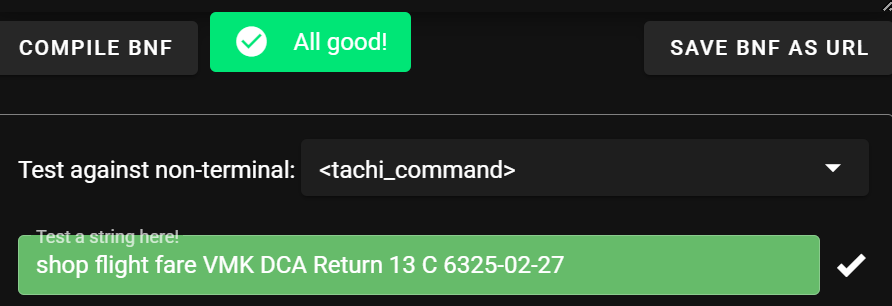 COMPILE BNF
All good!
SAVE BNF AS URL
Test against non-terminal:
<tachi_command>
Test a string here!
shop flight fare VMK DCA Return 13 C 6325-02-27